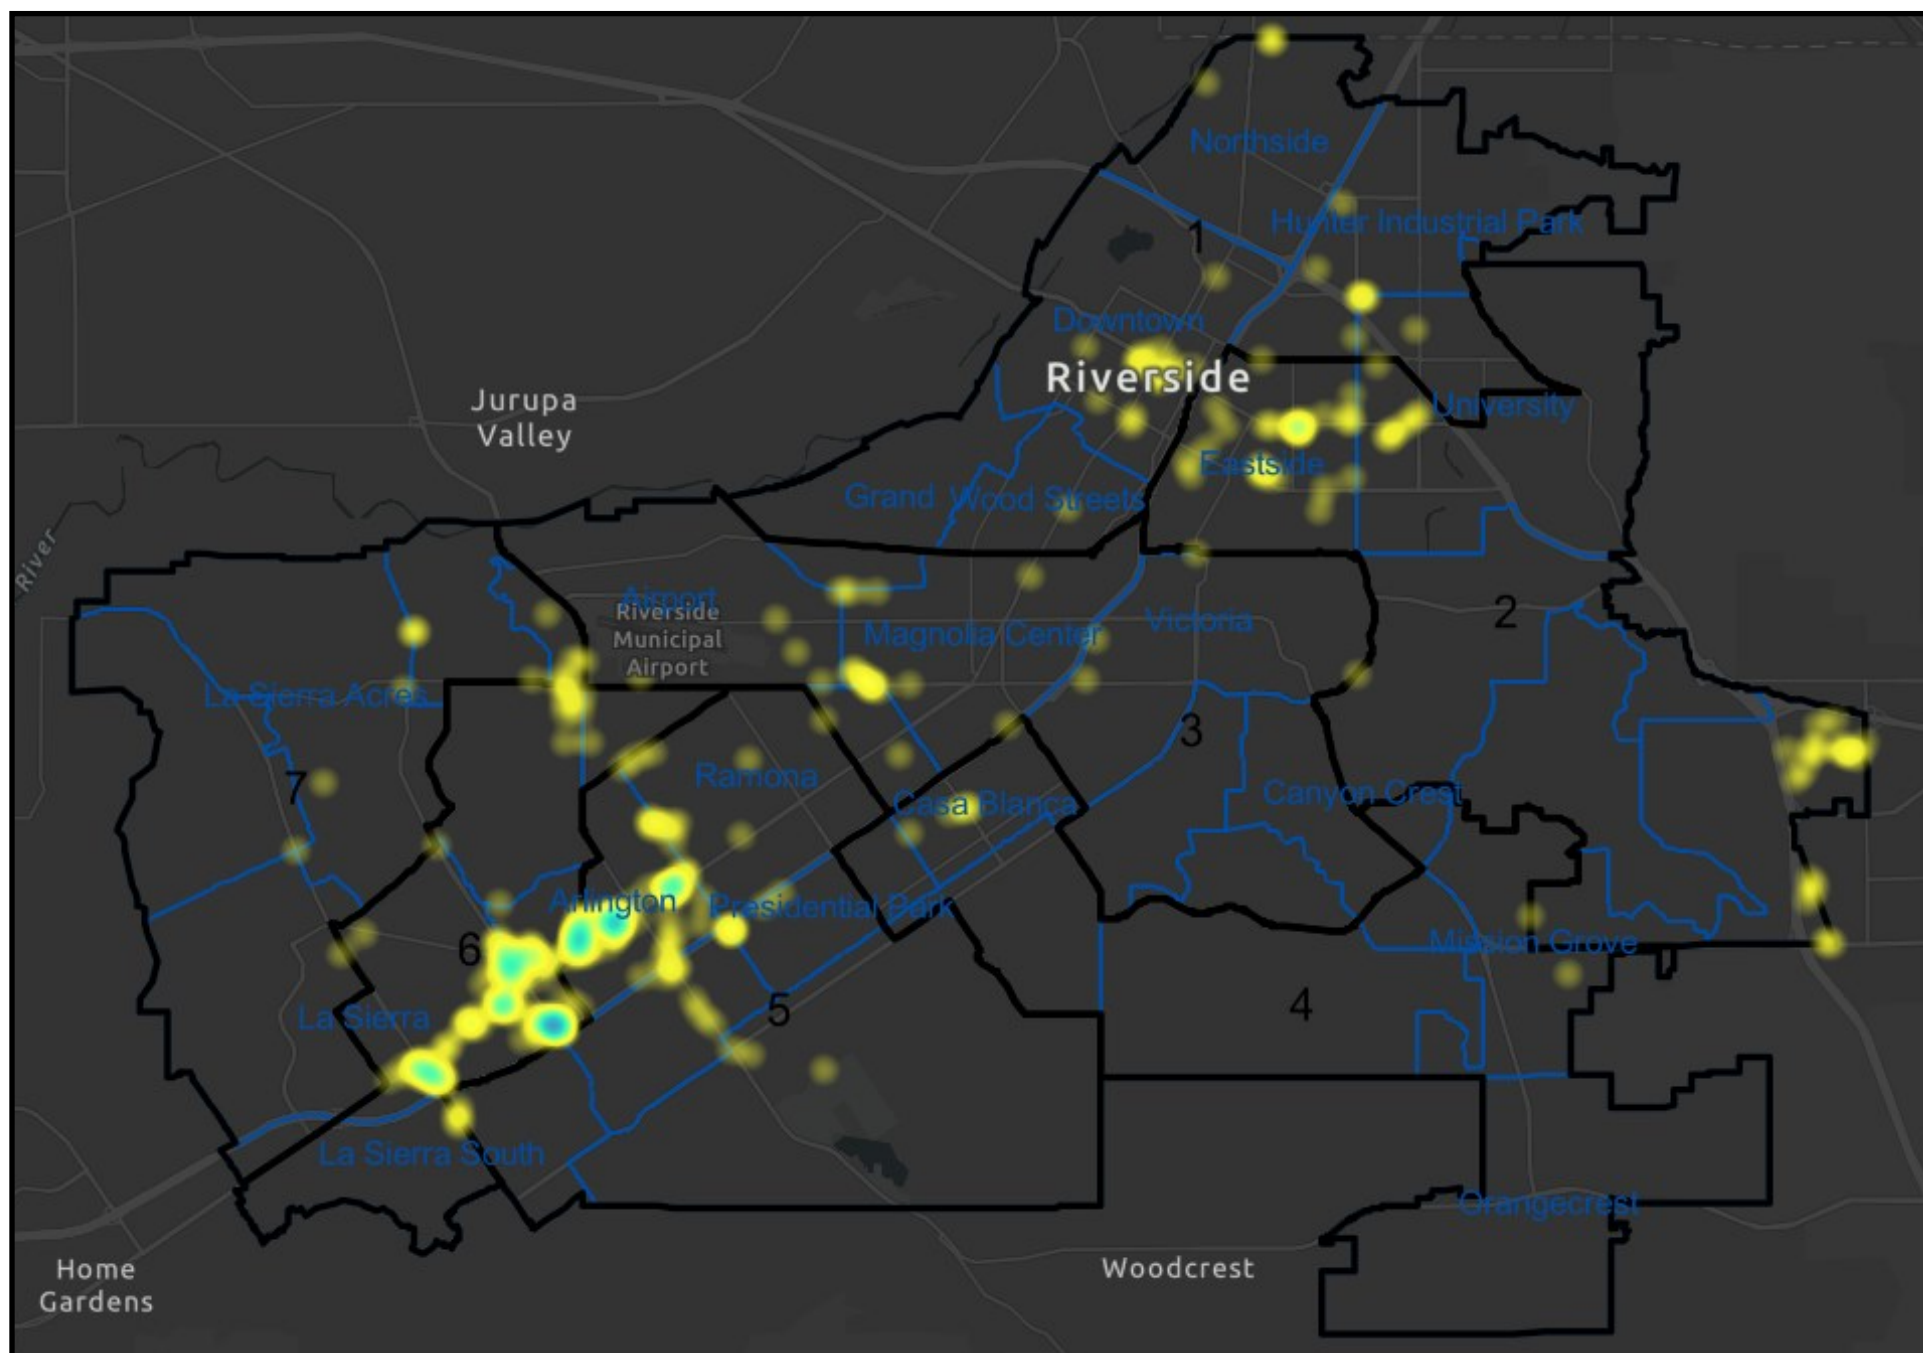 Northside
Hunter Industrial Park
1
Downtown
Riverside
Jurupa
Valley
University
Eastside
Grand
Wood Streets
River
Airport
Riverside
Municipal
Airport
Magnolia Center
Victoria
2
La Sierra Acres
3
7
Ramona
Casa Blanca
Canyon Crest
Arlington
Presidential Park
6
Mission Grove
La Sierra
5
4
La Sierra South
Orangecrest
Home
Gardens
Woodcrest